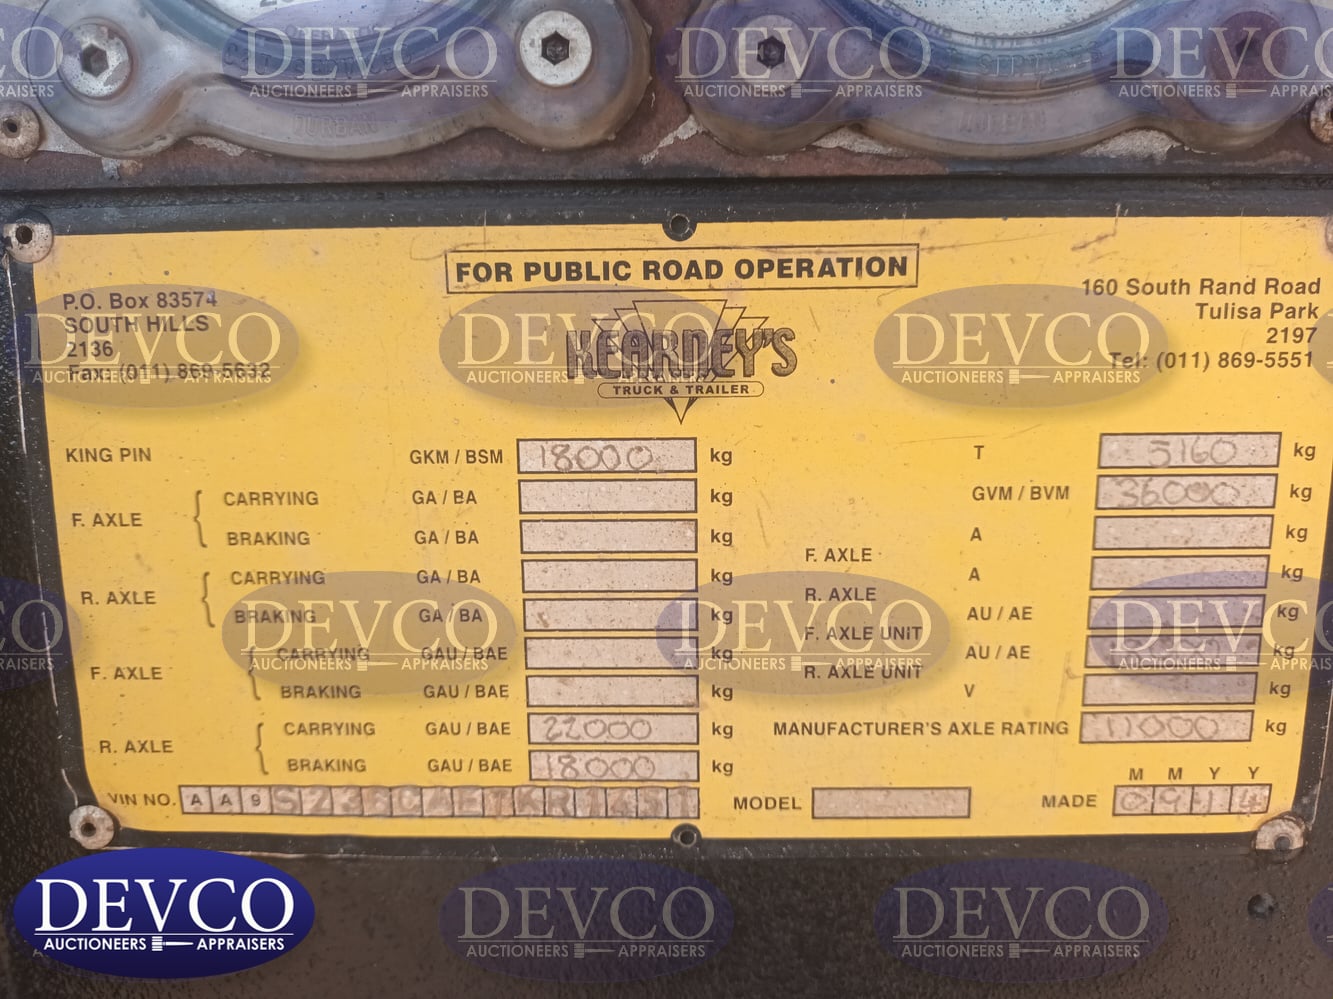 DURBAN
DURBAN
FOR PUBLIC ROAD OPERATION
P.O. Box 83574
SOUTH HILLS
2136
Fax: (011) 869-5632
KEARNEY'S
TRUCK & TRAILER
160 South Rand Road
Tulisa Park
2197
Tel: (011) 869-5551
KING PIN GKM / BSM 18000 kg T 5160 kg
F. AXLE CARRYING GA / BA kg GVM / BVM 36000 kg
BRAKING GA / BA kg F. AXLE A kg
R. AXLE CARRYING GA / BA kg R. AXLE A kg
BRAKING GA / BA kg F. AXLE UNIT AU / AE kg
F. AXLE CARRYING GAU / BAE kg R. AXLE UNIT AU / AE kg
BRAKING GAU / BAE kg V kg
R. AXLE CARRYING GAU / BAE 22000 kg MANUFACTURER'S AXLE RATING 11000 kg
BRAKING GAU / BAE 18000 kg
M M Y Y
VIN NO. AA9 MODEL MADE 0914
DEVCO
AUCTIONEERS APPRAISERS